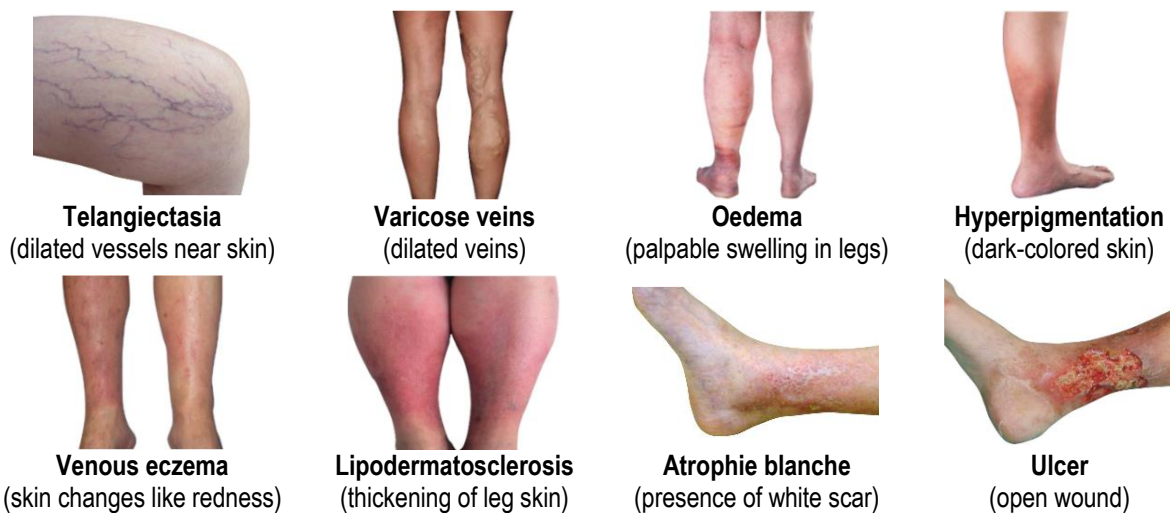 Telangiectasia
(dilated vessels near skin)
Varicose veins
(dilated veins)
Oedema
(palpable swelling in legs)
Hyperpigmentation
(dark-colored skin)
Venous eczema
(skin changes like redness)
Lipodermatosclerosis
(thickening of leg skin)
Atrophie blanche
(presence of white scar)
Ulcer
(open wound)